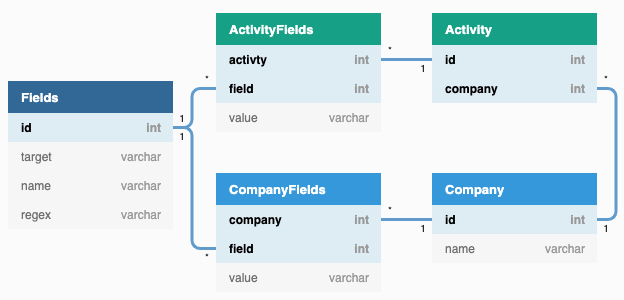 Fields
id int
target varchar
name varchar
regex varchar
ActivityFields
activty int
field int
value varchar
Activity
id int
company int
CompanyFields
company int
field int
value varchar
Company
id int
name varchar
1
1
*
*
*
1
*
1
*
1